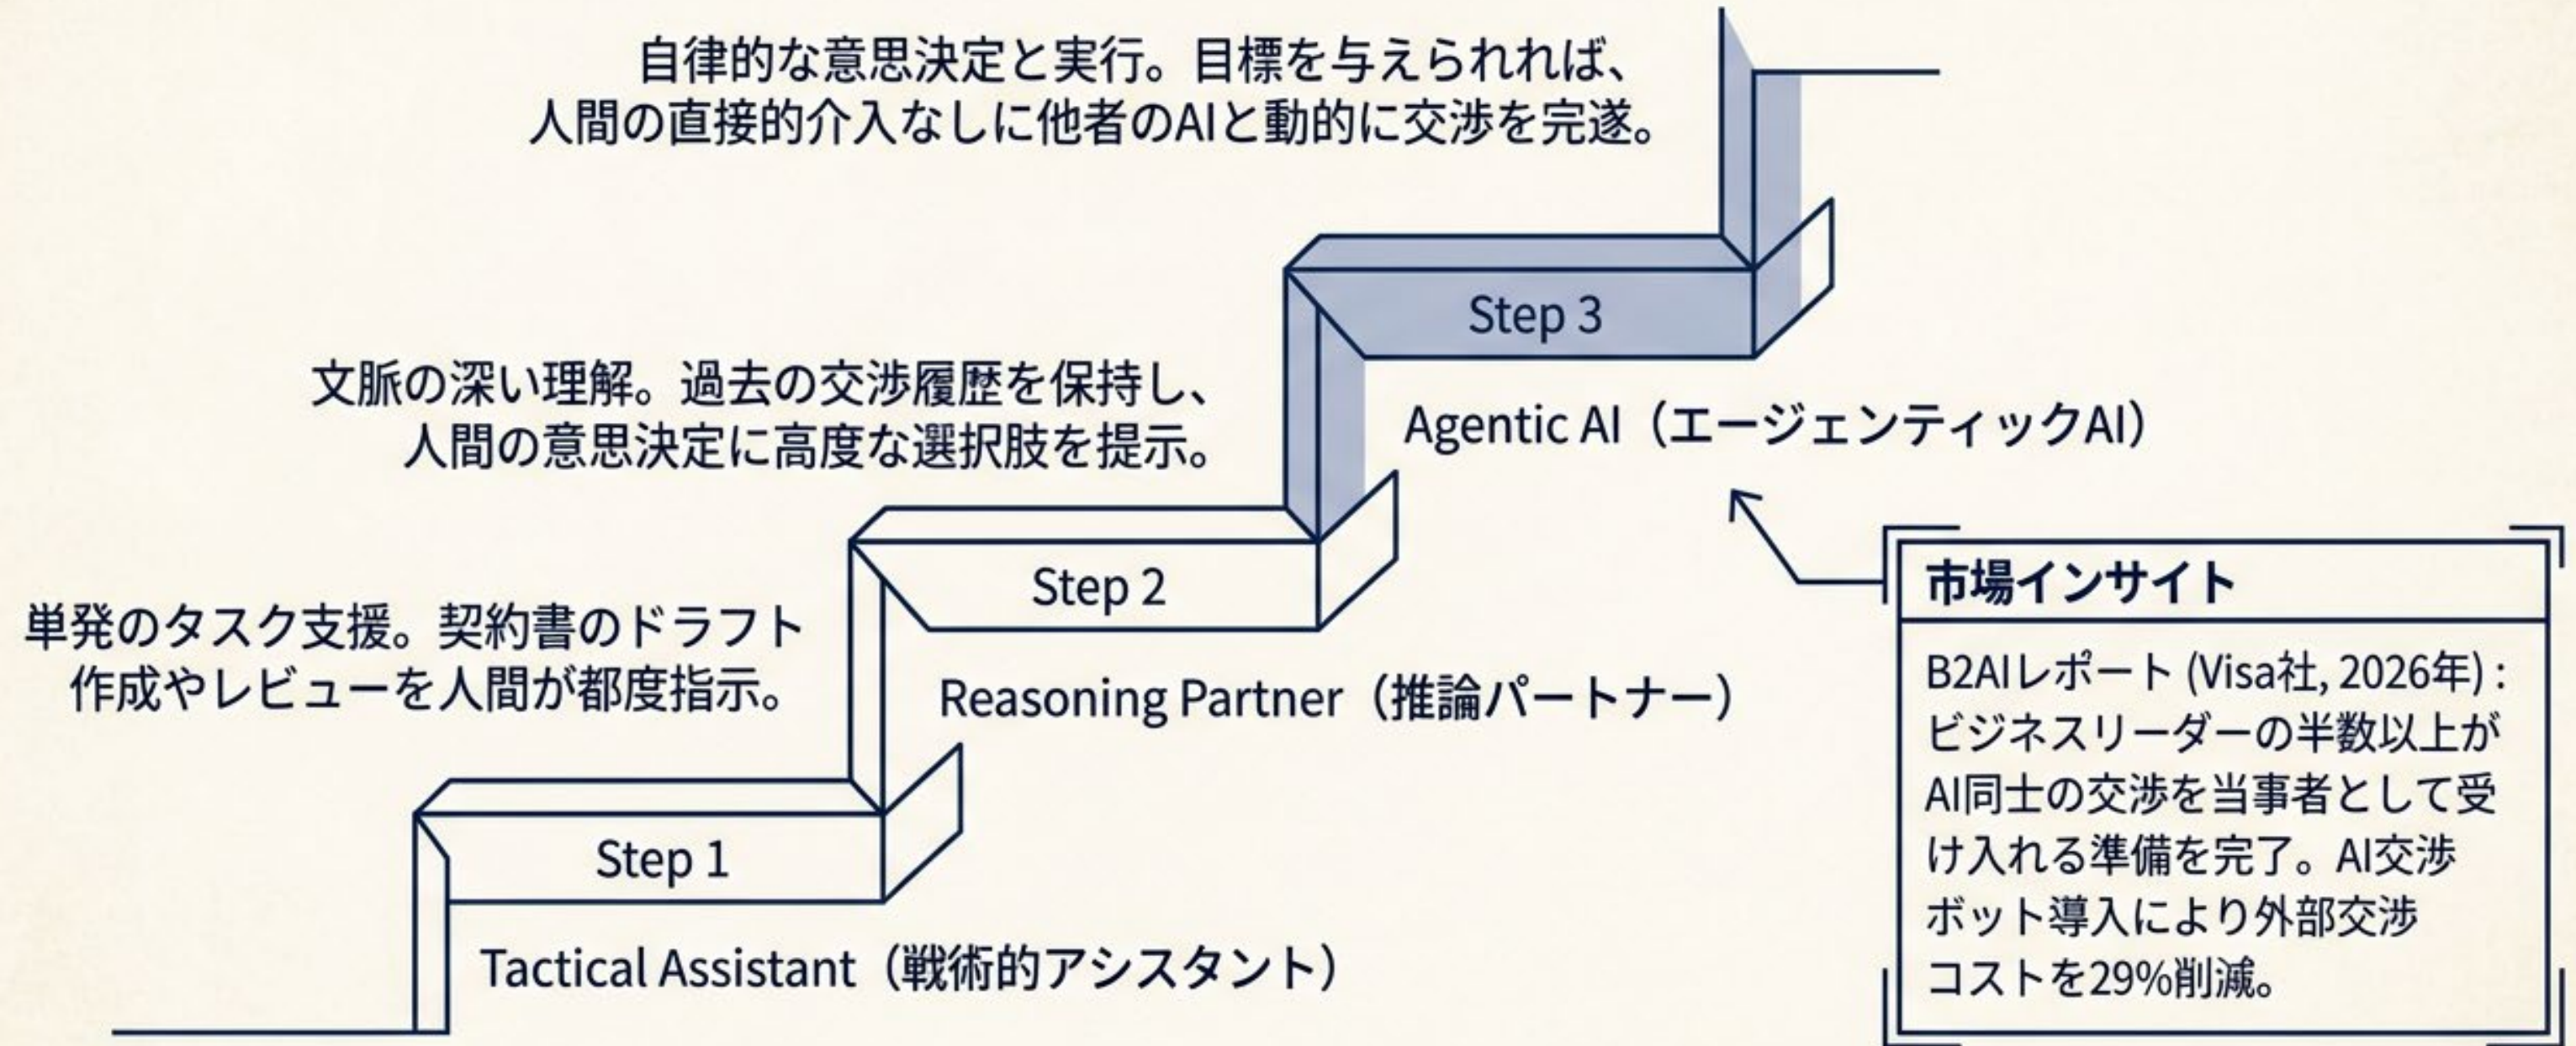 自律的な意思決定と実行。目標を与えられれば、
人間の直接的介入なしに他者のAIと動的に交渉を完遂。
Step 3
Agentic AI（エージェンティックAI）
文脈の深い理解。過去の交渉履歴を保持し、
人間の意思決定に高度な選択肢を提示。
Step 2
Reasoning Partner（推論パートナー）
単発のタスク支援。契約書のドラフト
作成やレビューを人間が都度指示。
Step 1
Tactical Assistant（戦術的アシスタント）
市場インサイト
B2AIレポート (Visa社, 2026年) :
ビジネスリーダーの半数以上が
AI同士の交渉を当事者として受
け入れる準備を完了。AI交渉
ボット導入により外部交渉
コストを29%削減。